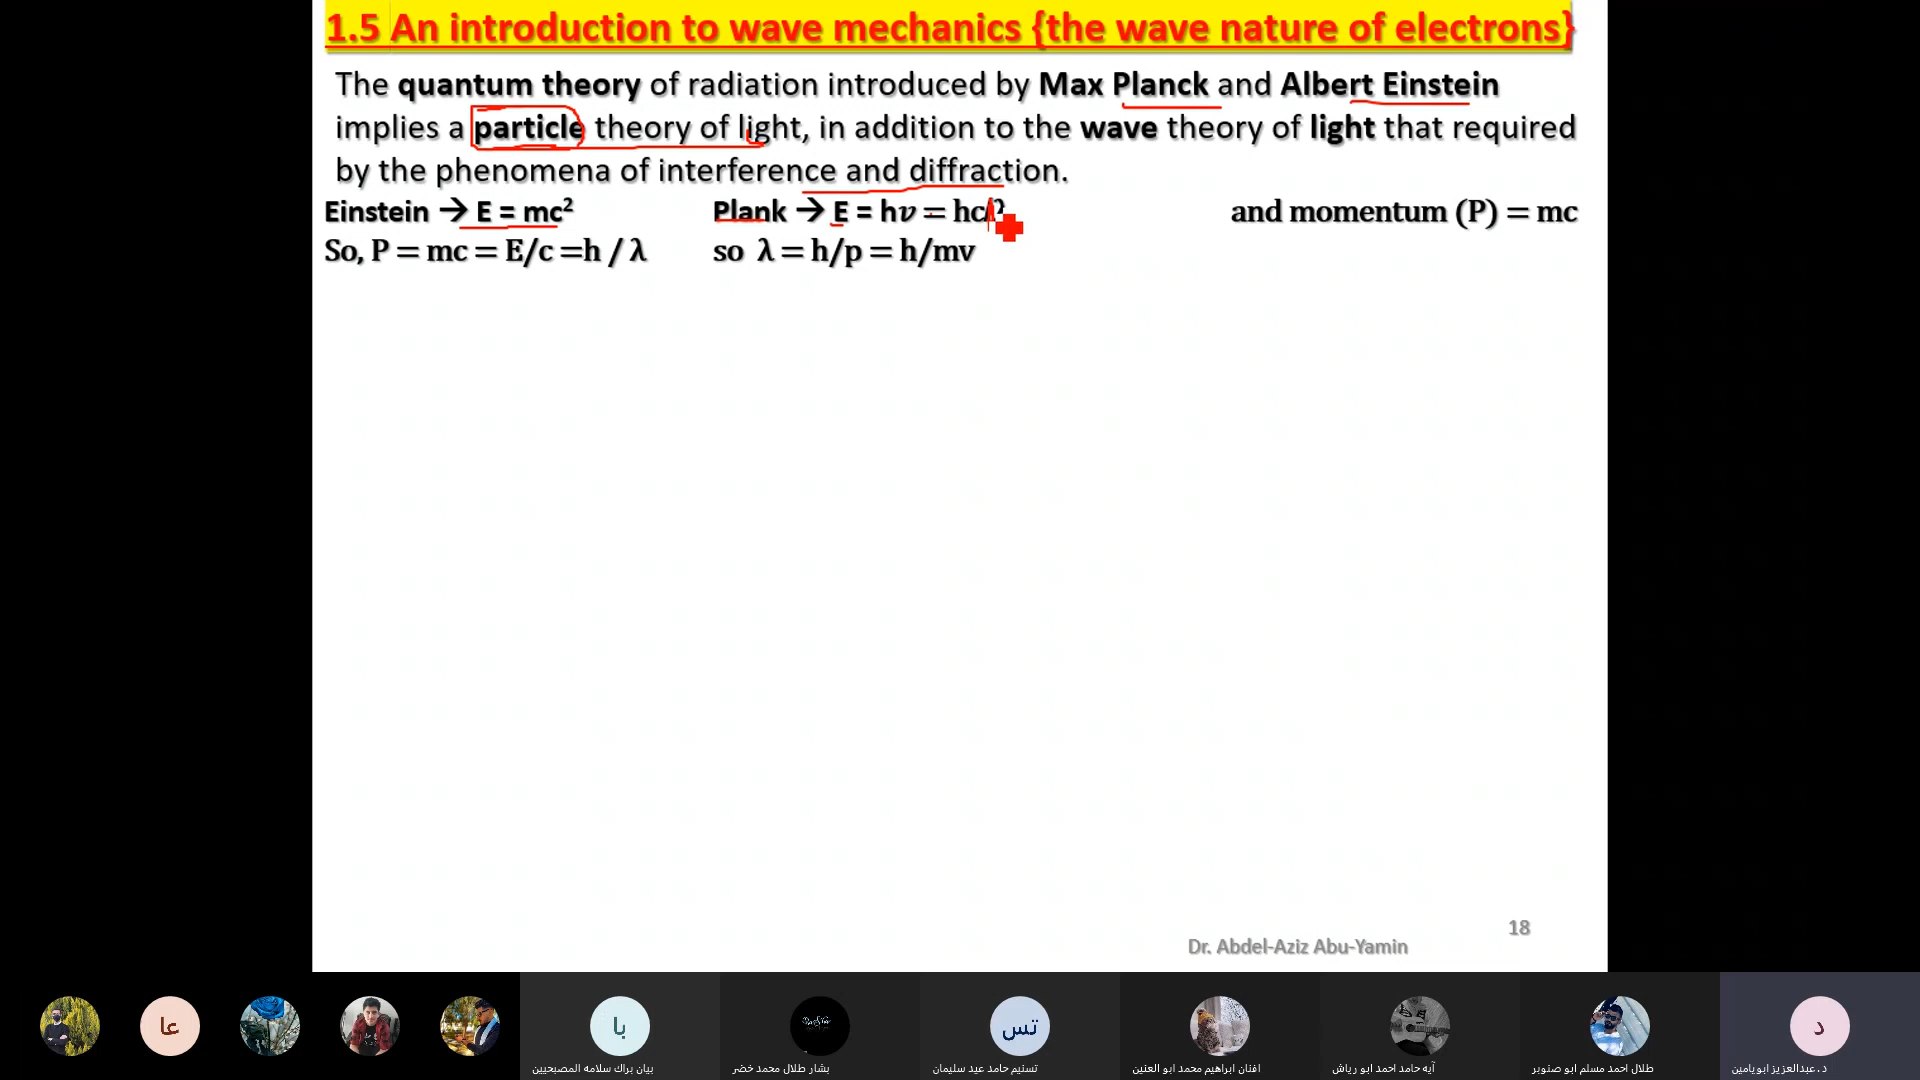 1.5 An introduction to wave mechanics {the wave nature of electrons}
The quantum theory of radiation introduced by Max Planck and Albert Einstein
implies a particle theory of light, in addition to the wave theory of light that required
by the phenomena of interference and diffraction.
Einstein → E = mc² Plank → E = hν = hc/λ and momentum (P) = mc
So, P = mc = E/c =h / λ so λ = h/p = h/mv
18
Dr. Abdel-Aziz Abu-Yamin
عا
با
تس
د
بيان براك سلامه المصبحيين
بشار طلال محمد خضر
تسنيم حامد عيد سليمان
افنان ابراهيم محمد ابو العنين
آيه حامد احمد ابو رياش
طلال احمد مسلم ابو صنوبر
د.عبدالعزيز ابويامين